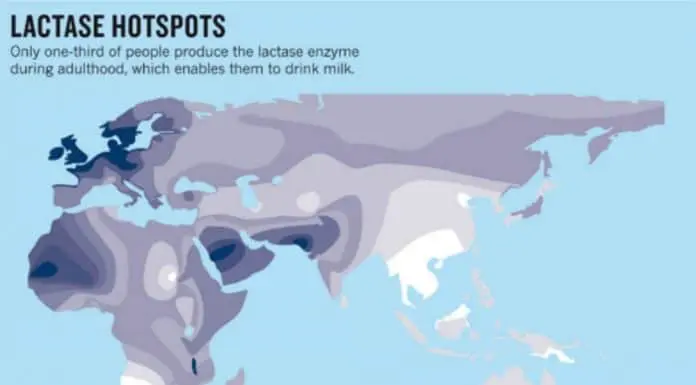 LACTASE HOTSPOTS
Only one-third of people produce the lactase enzyme
during adulthood, which enables them to drink milk.